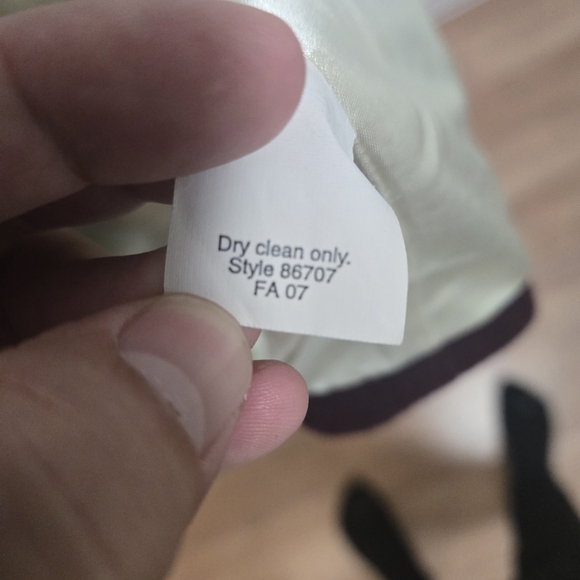 Dry clean only.
Style 86707
FA 07